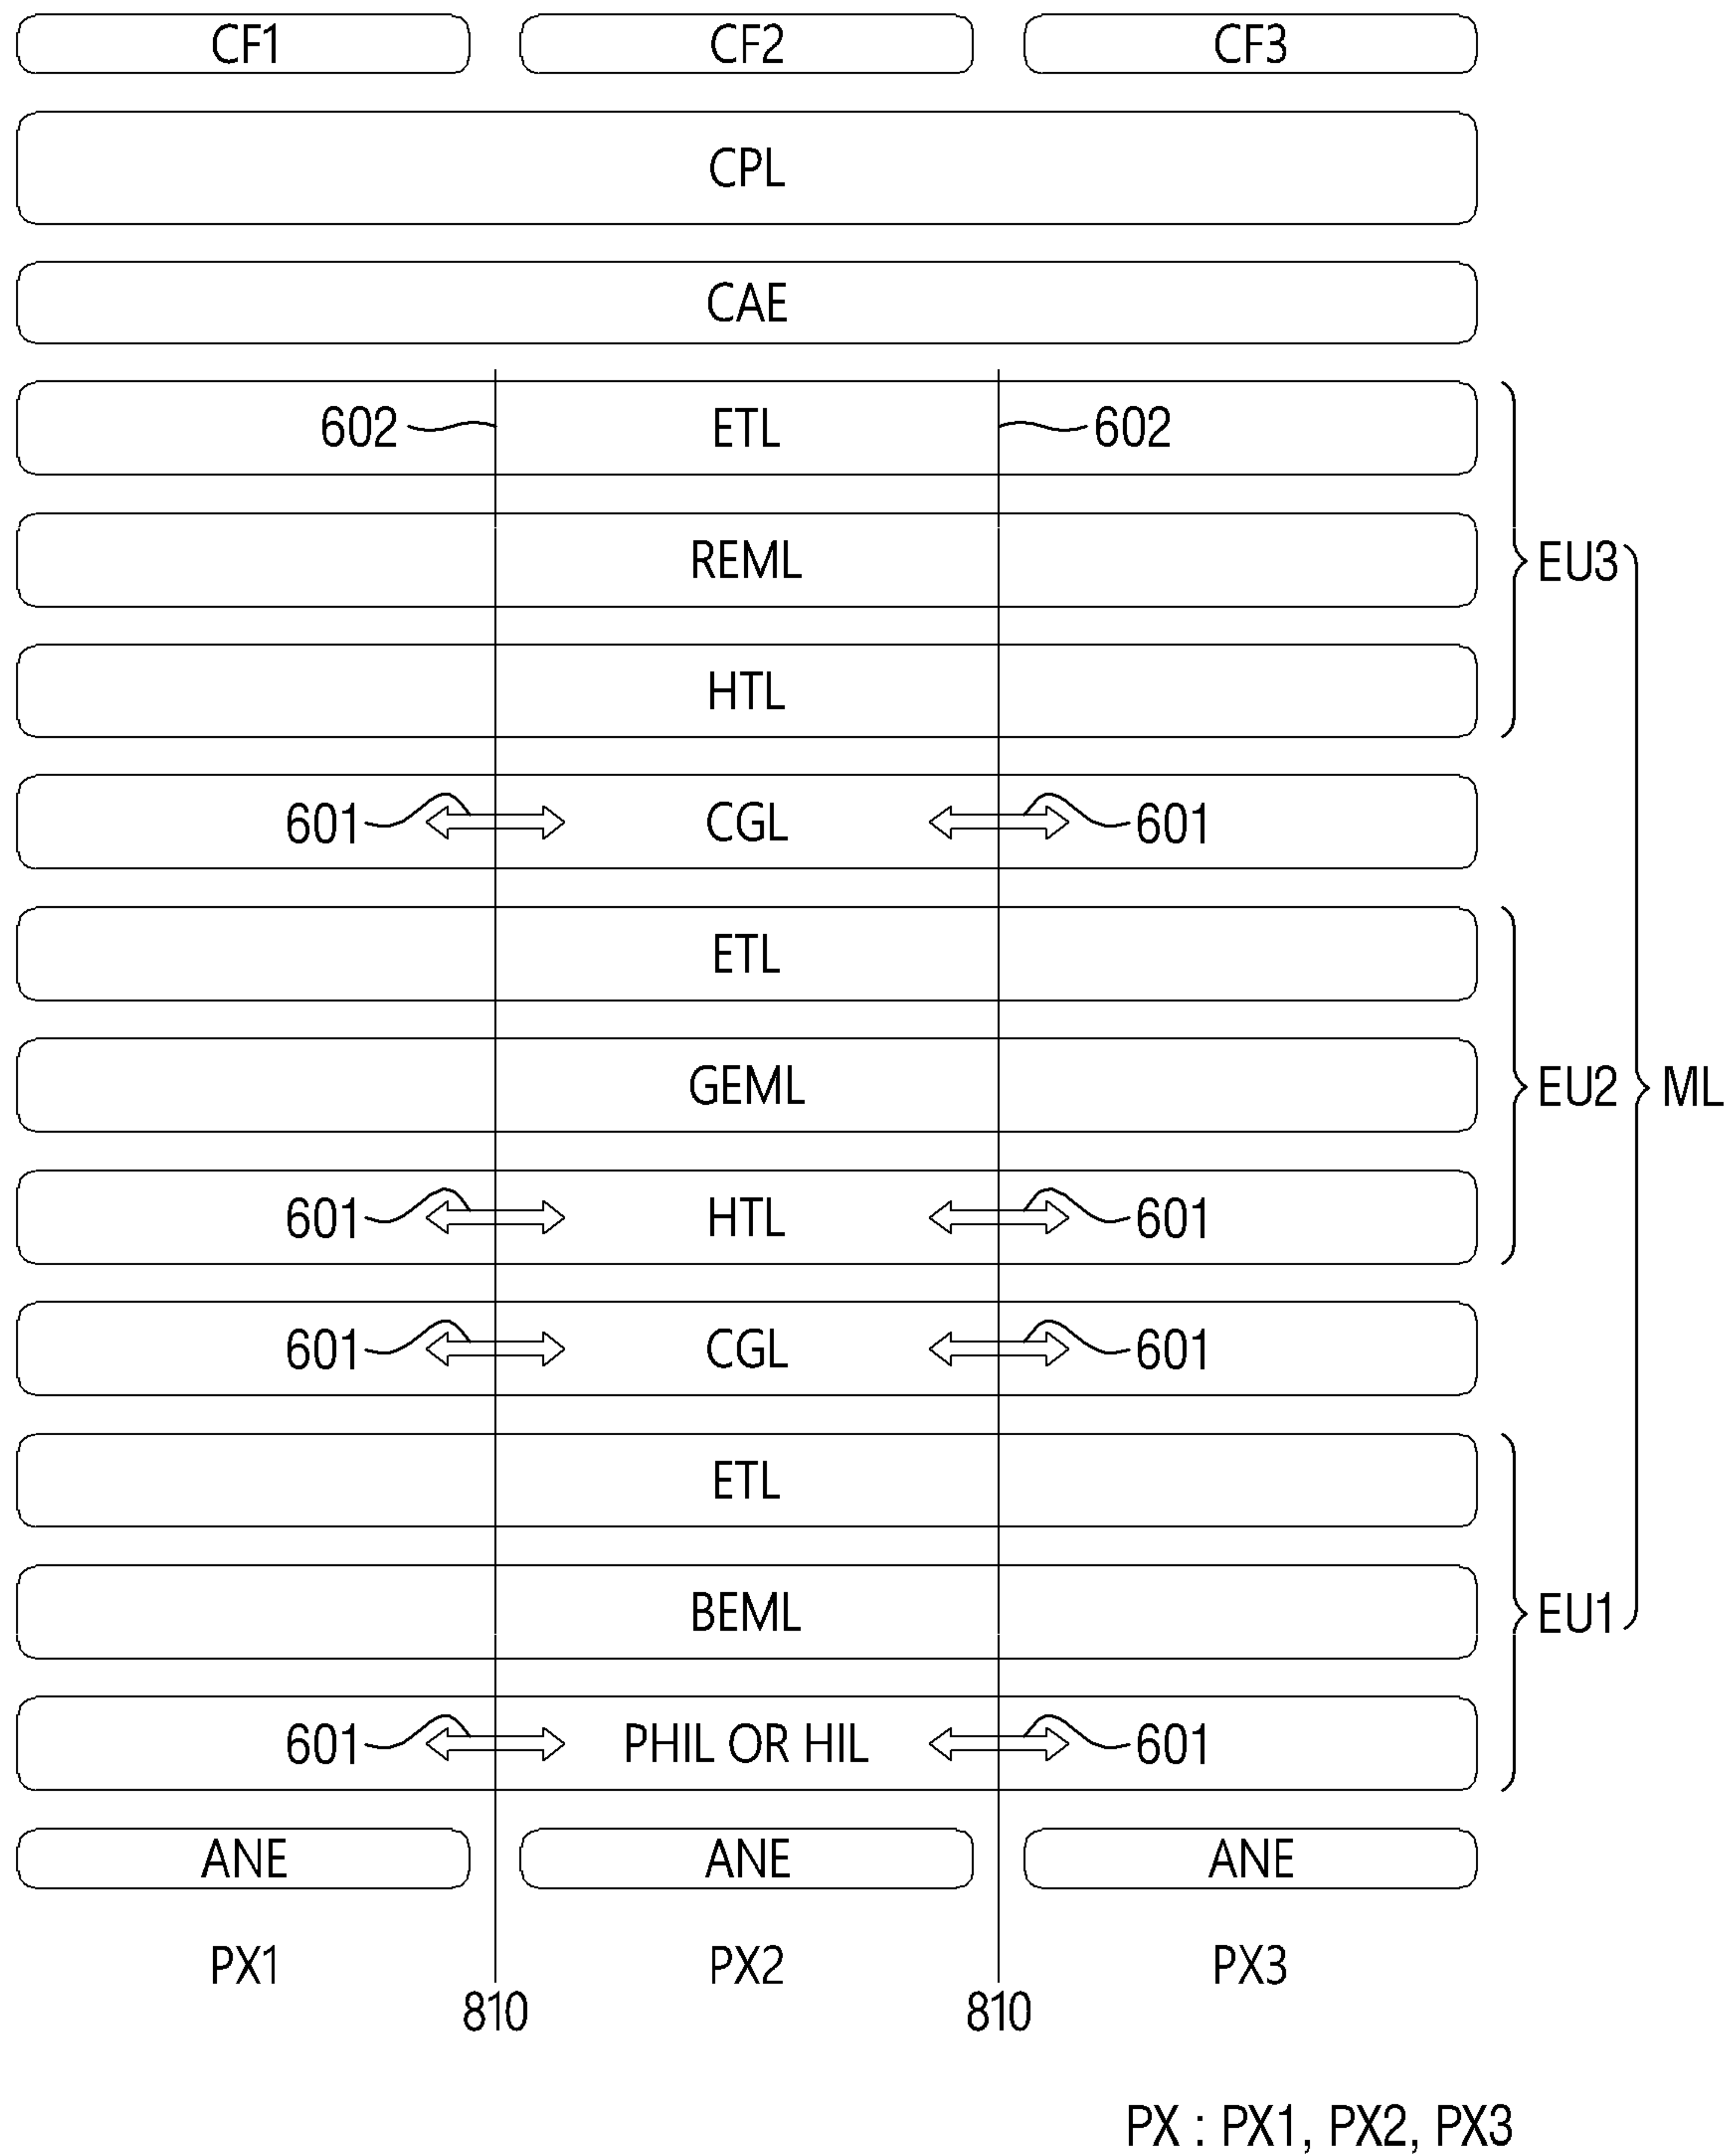 CF1 CF2 CF3
CPL
CAE
602 ETL 602
REML EU3
HTL
601 CGL 601
ETL
GEML EU2 ML
601 HTL 601
601 CGL 601
ETL
BEML EU1
601 PHIL OR HIL 601
ANE ANE ANE
PX1 PX2 PX3
810 810
PX : PX1, PX2, PX3